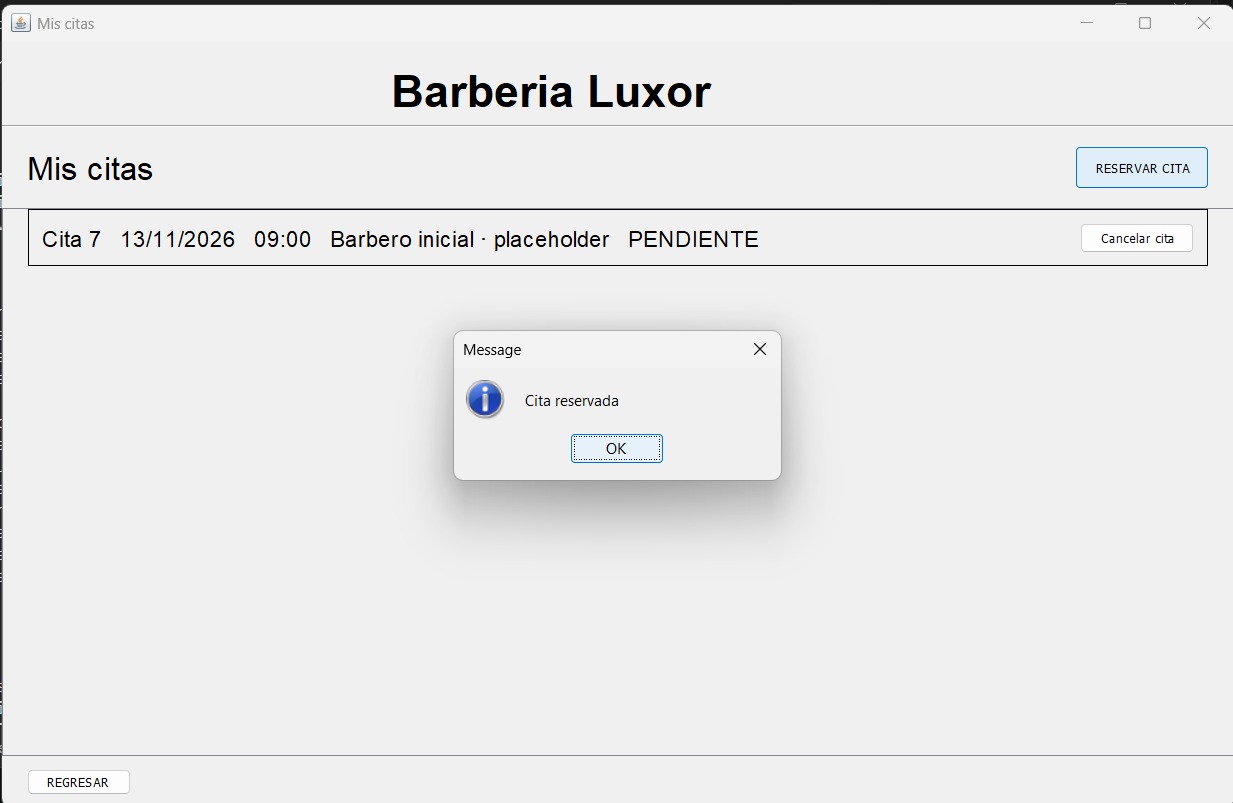 Mis citas
Barberia Luxor
Mis citas
RESERVAR CITA
Cita 7 13/11/2026 09:00 Barbero inicial · placeholder PENDIENTE
Cancelar cita
Message
Cita reservada
OK
REGRESAR